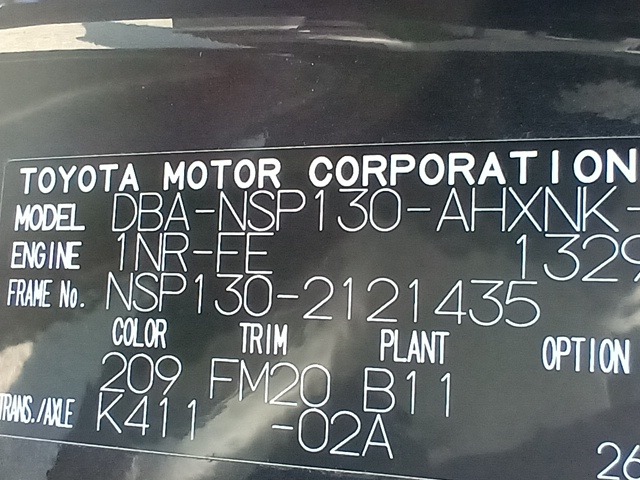 TOYOTA MOTOR CORPORATION
MODEL DBA-NSP130-AHXNK-
ENGINE 1NR-FE 1329
FRAME No. NSP130-2121435
COLOR TRIM PLANT OPTION
209 FM20 B11
TRANS./AXLE K411 -02A
26